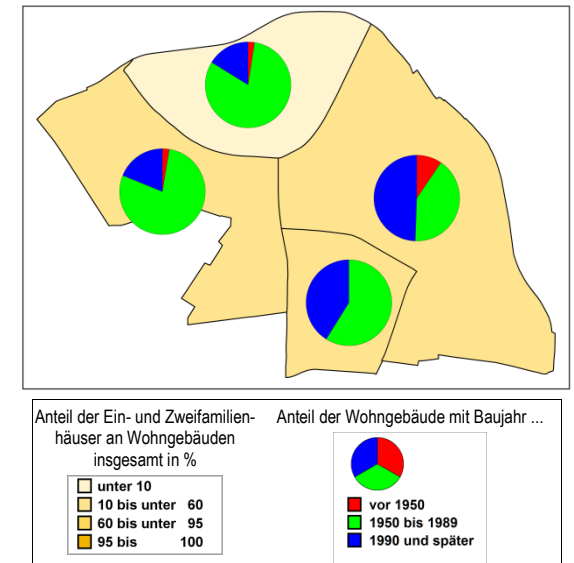 Anteil der Ein- und Zweifamilien-
häuser an Wohngebäuden
insgesamt in %
unter 10
10 bis unter 60
60 bis unter 95
95 bis 100
Anteil der Wohngebäude mit Baujahr ...
vor 1950
1950 bis 1989
1990 und später